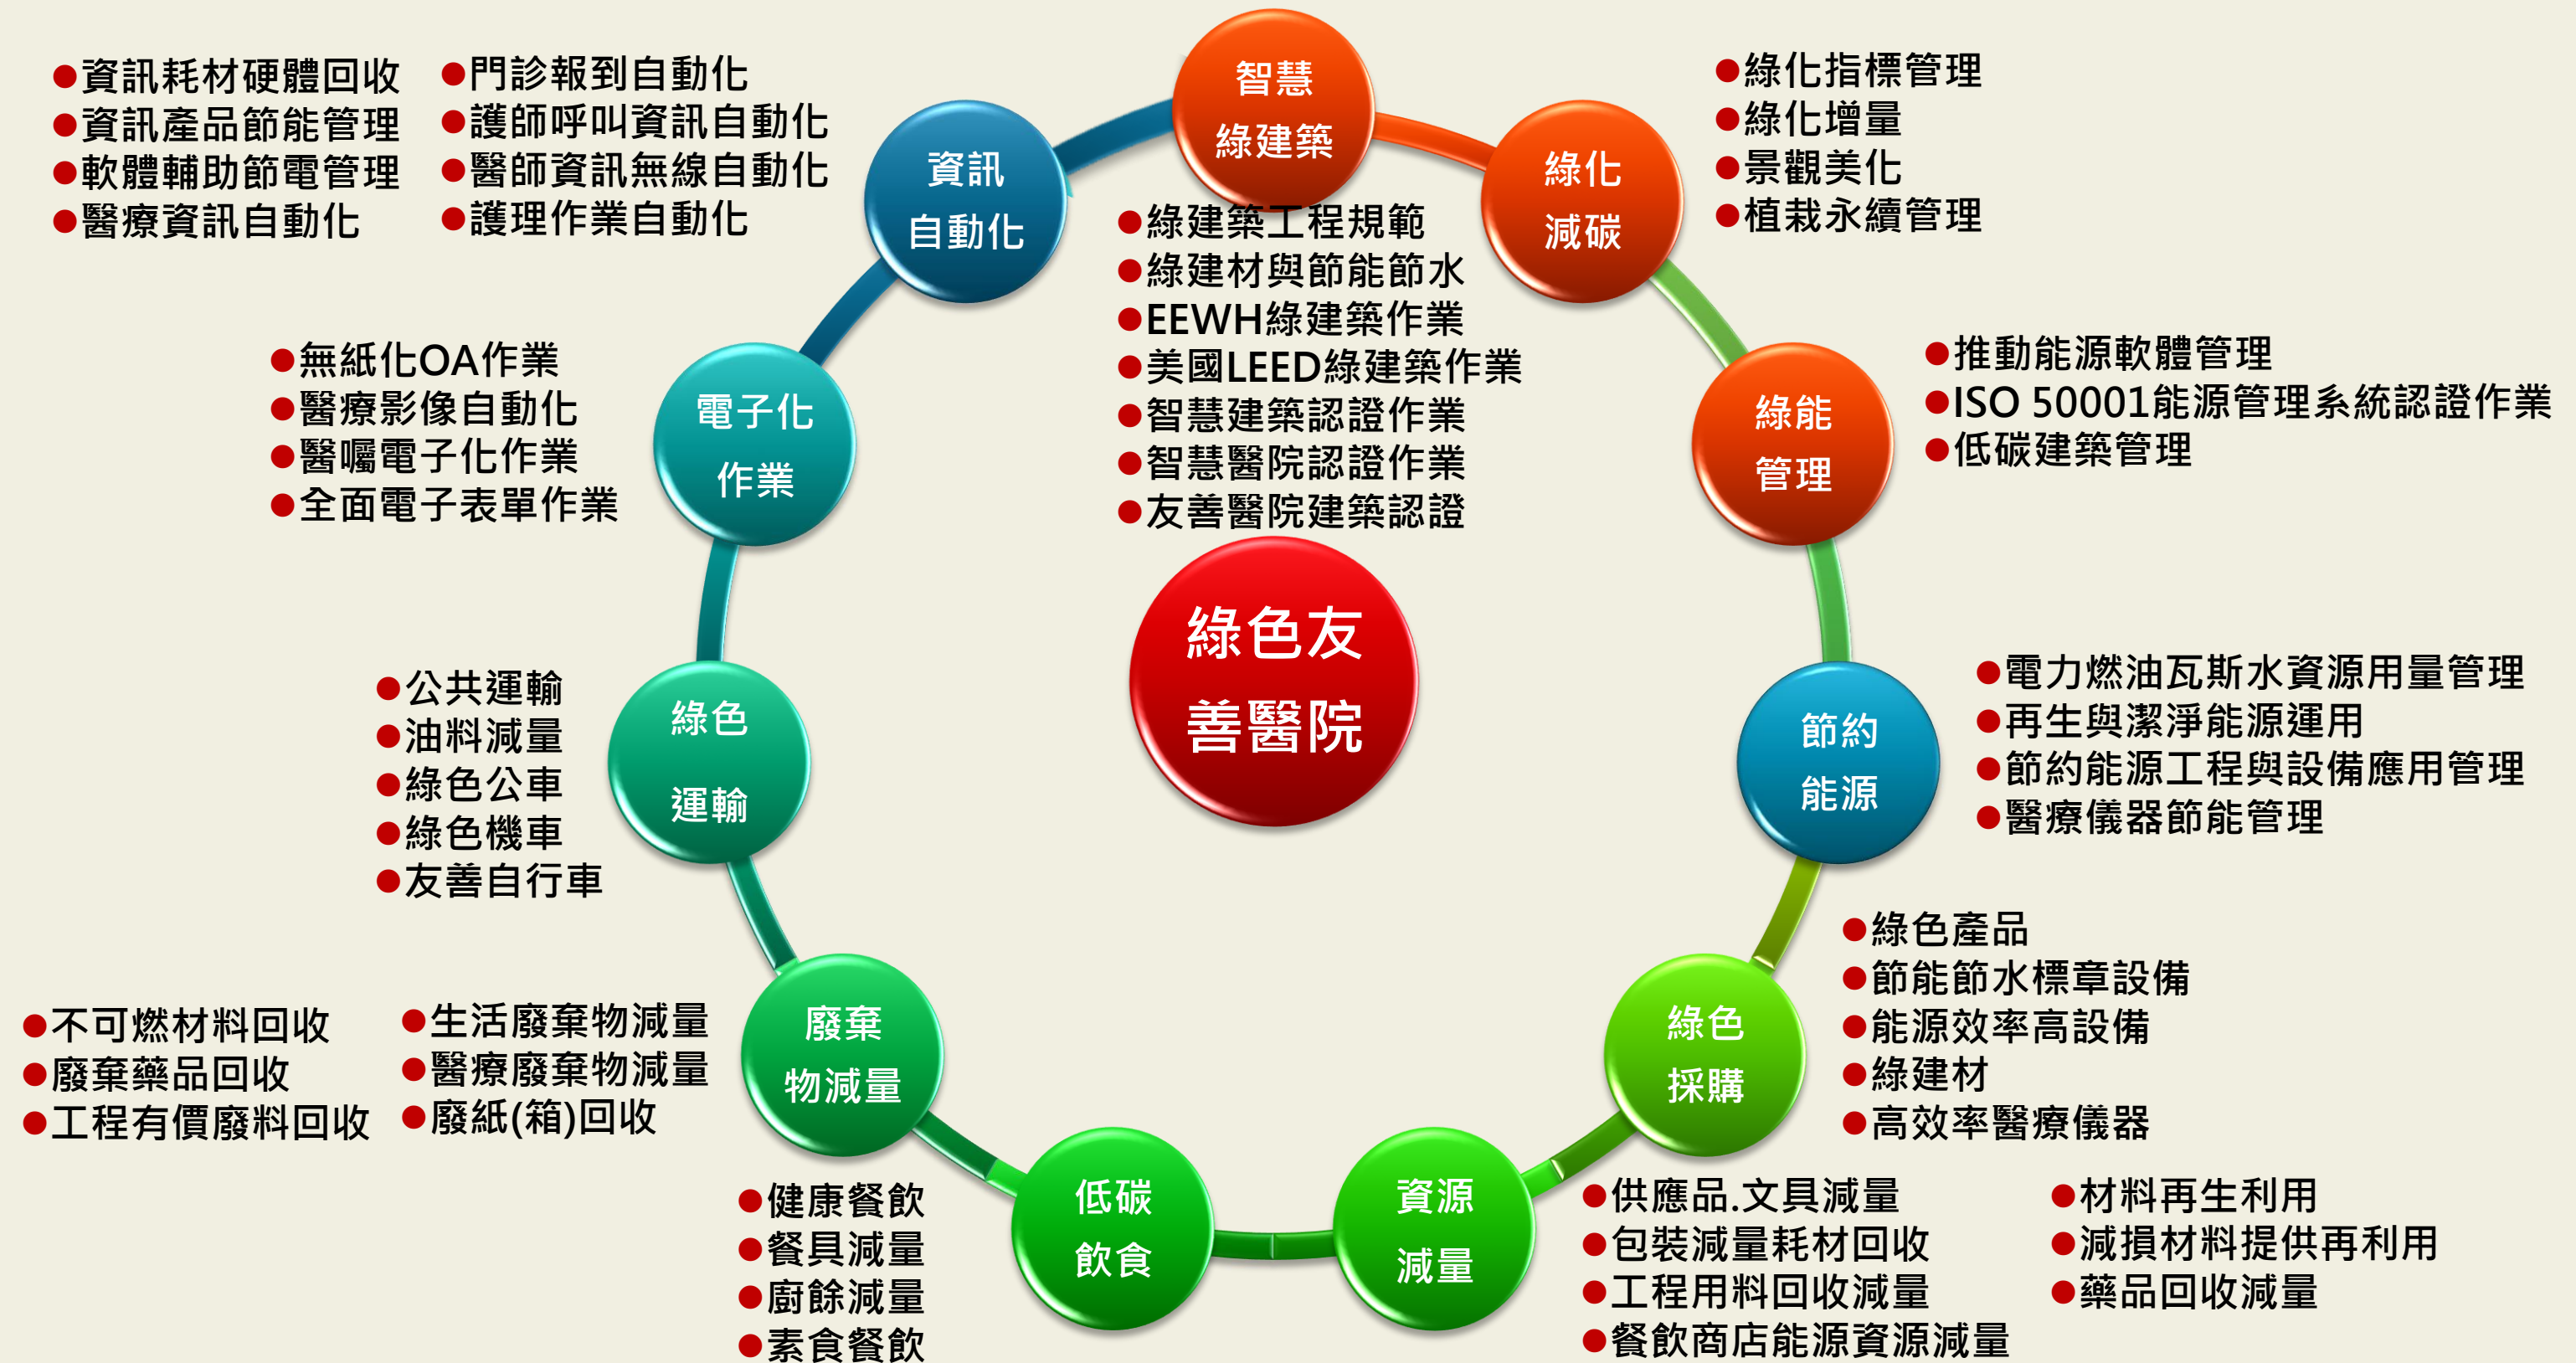 智慧
綠建築
●綠建築工程規範
●綠建材與節能節水
●EEWH綠建築作業
●美國LEED綠建築作業
●智慧建築認證作業
●智慧醫院認證作業
●友善醫院建築認證
綠化
減碳
●綠化指標管理
●綠化增量
●景觀美化
●植栽永續管理
綠能
管理
●推動能源軟體管理
●ISO 50001能源管理系統認證作業
●低碳建築管理
節約
能源
●電力燃油瓦斯水資源用量管理
●再生與潔淨能源運用
●節約能源工程與設備應用管理
●醫療儀器節能管理
綠色
採購
●綠色產品
●節能節水標章設備
●能源效率高設備
●綠建材
●高效率醫療儀器
資源
減量
●供應品.文具減量
●包裝減量耗材回收
●工程用料回收減量
●餐飲商店能源資源減量
●材料再生利用
●減損材料提供再利用
●藥品回收減量
低碳
飲食
●健康餐飲
●餐具減量
●廚餘減量
●素食餐飲
廢棄
物減量
●不可燃材料回收
●廢棄藥品回收
●工程有價廢料回收
●生活廢棄物減量
●醫療廢棄物減量
●廢紙(箱)回收
綠色
運輸
●公共運輸
●油料減量
●綠色公車
●綠色機車
●友善自行車
電子化
作業
●無紙化OA作業
●醫療影像自動化
●醫囑電子化作業
●全面電子表單作業
資訊
自動化
●資訊耗材硬體回收
●資訊產品節能管理
●軟體輔助節電管理
●醫療資訊自動化
●門診報到自動化
●護師呼叫資訊自動化
●醫師資訊無線自動化
●護理作業自動化
綠色友
善醫院